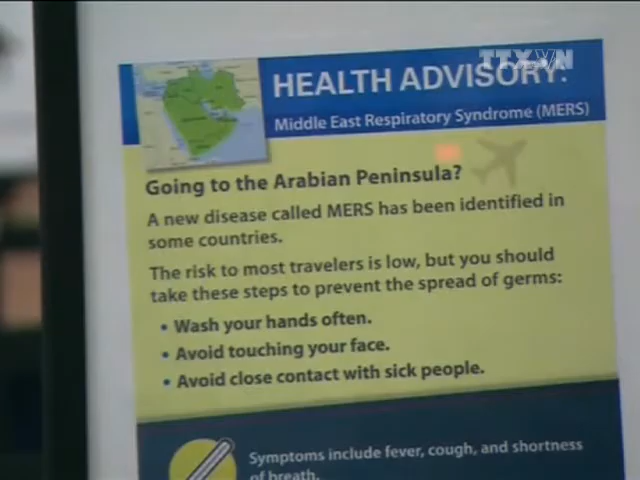 TTXVN
HEALTH ADVISORY:
Middle East Respiratory Syndrome (MERS)
Going to the Arabian Peninsula?
A new disease called MERS has been identified in
some countries.
The risk to most travelers is low, but you should
take these steps to prevent the spread of germs:
• Wash your hands often.
• Avoid touching your face.
• Avoid close contact with sick people.
Symptoms include fever, cough, and shortness
of breath.